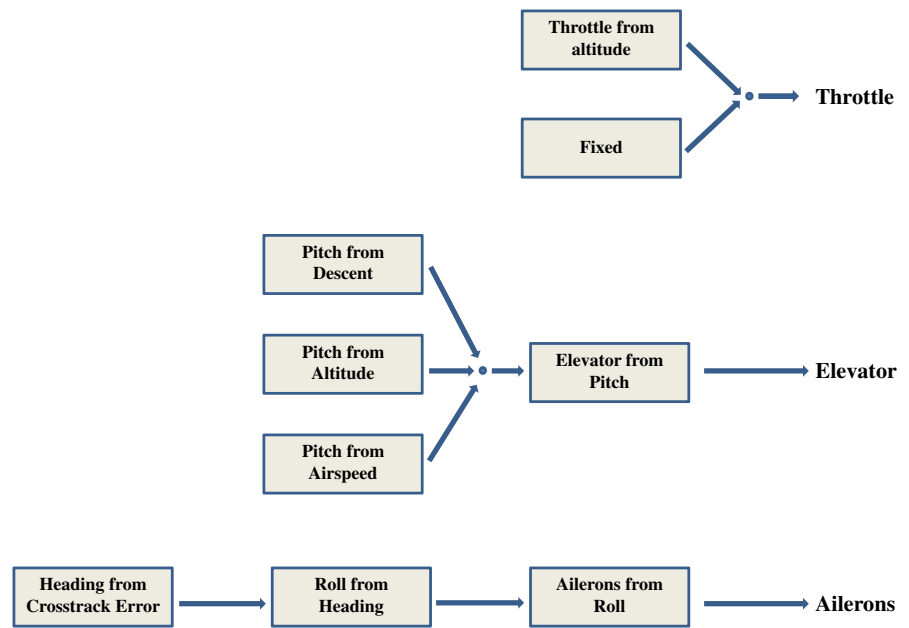 Throttle from
altitude
Throttle
Fixed
Pitch from
Descent
Pitch from
Altitude
Elevator from
Pitch
Elevator
Pitch from
Airspeed
Heading from
Crosstrack Error
Roll from
Heading
Ailerons from
Roll
Ailerons